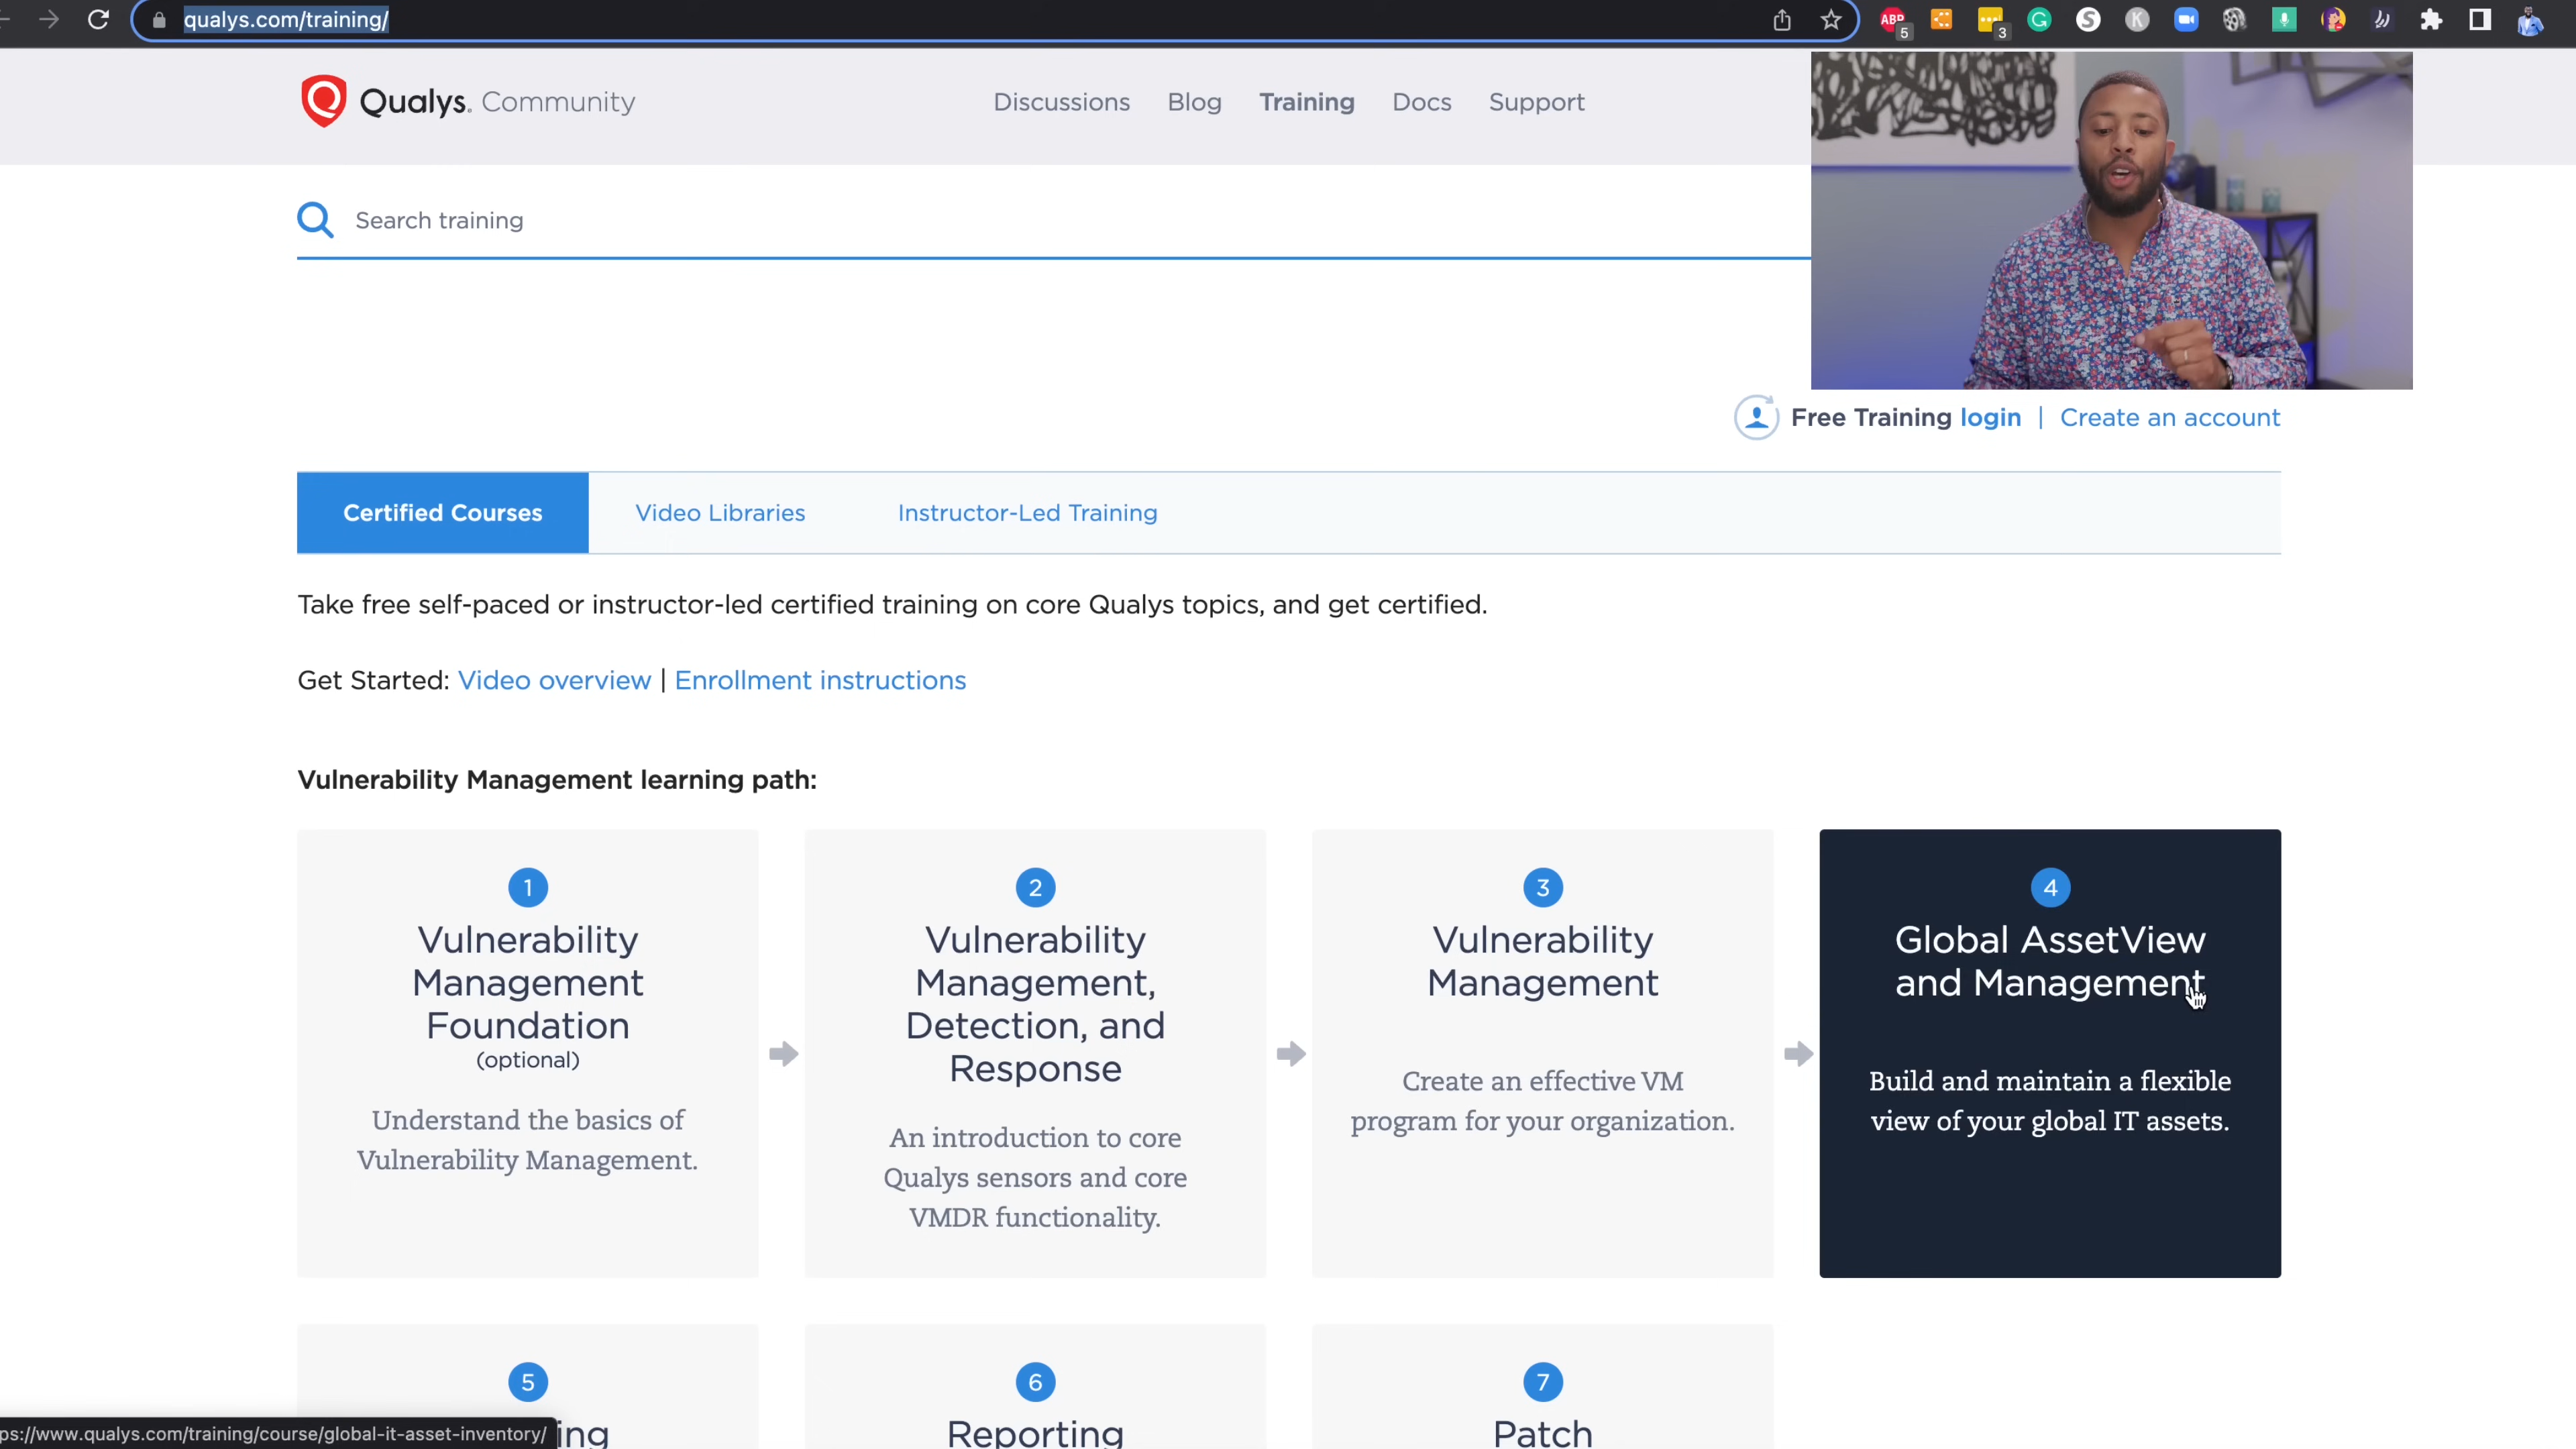 qualys.com/training/
ABP
5
3
Qualys. Community
Discussions Blog Training Docs Support
Search training
Free Training login | Create an account
Certified Courses Video Libraries Instructor-Led Training
Take free self-paced or instructor-led certified training on core Qualys topics, and get certified.
Get Started: Video overview | Enrollment instructions
Vulnerability Management learning path:
1
Vulnerability
Management
Foundation
(optional)
Understand the basics of
Vulnerability Management.
2
Vulnerability
Management,
Detection, and
Response
An introduction to core
Qualys sensors and core
VMDR functionality.
3
Vulnerability
Management
Create an effective VM
program for your organization.
4
Global AssetView
and Management
Build and maintain a flexible
view of your global IT assets.
5
6
Reporting
7
Patch
ps://www.qualys.com/training/course/global-it-asset-inventory/